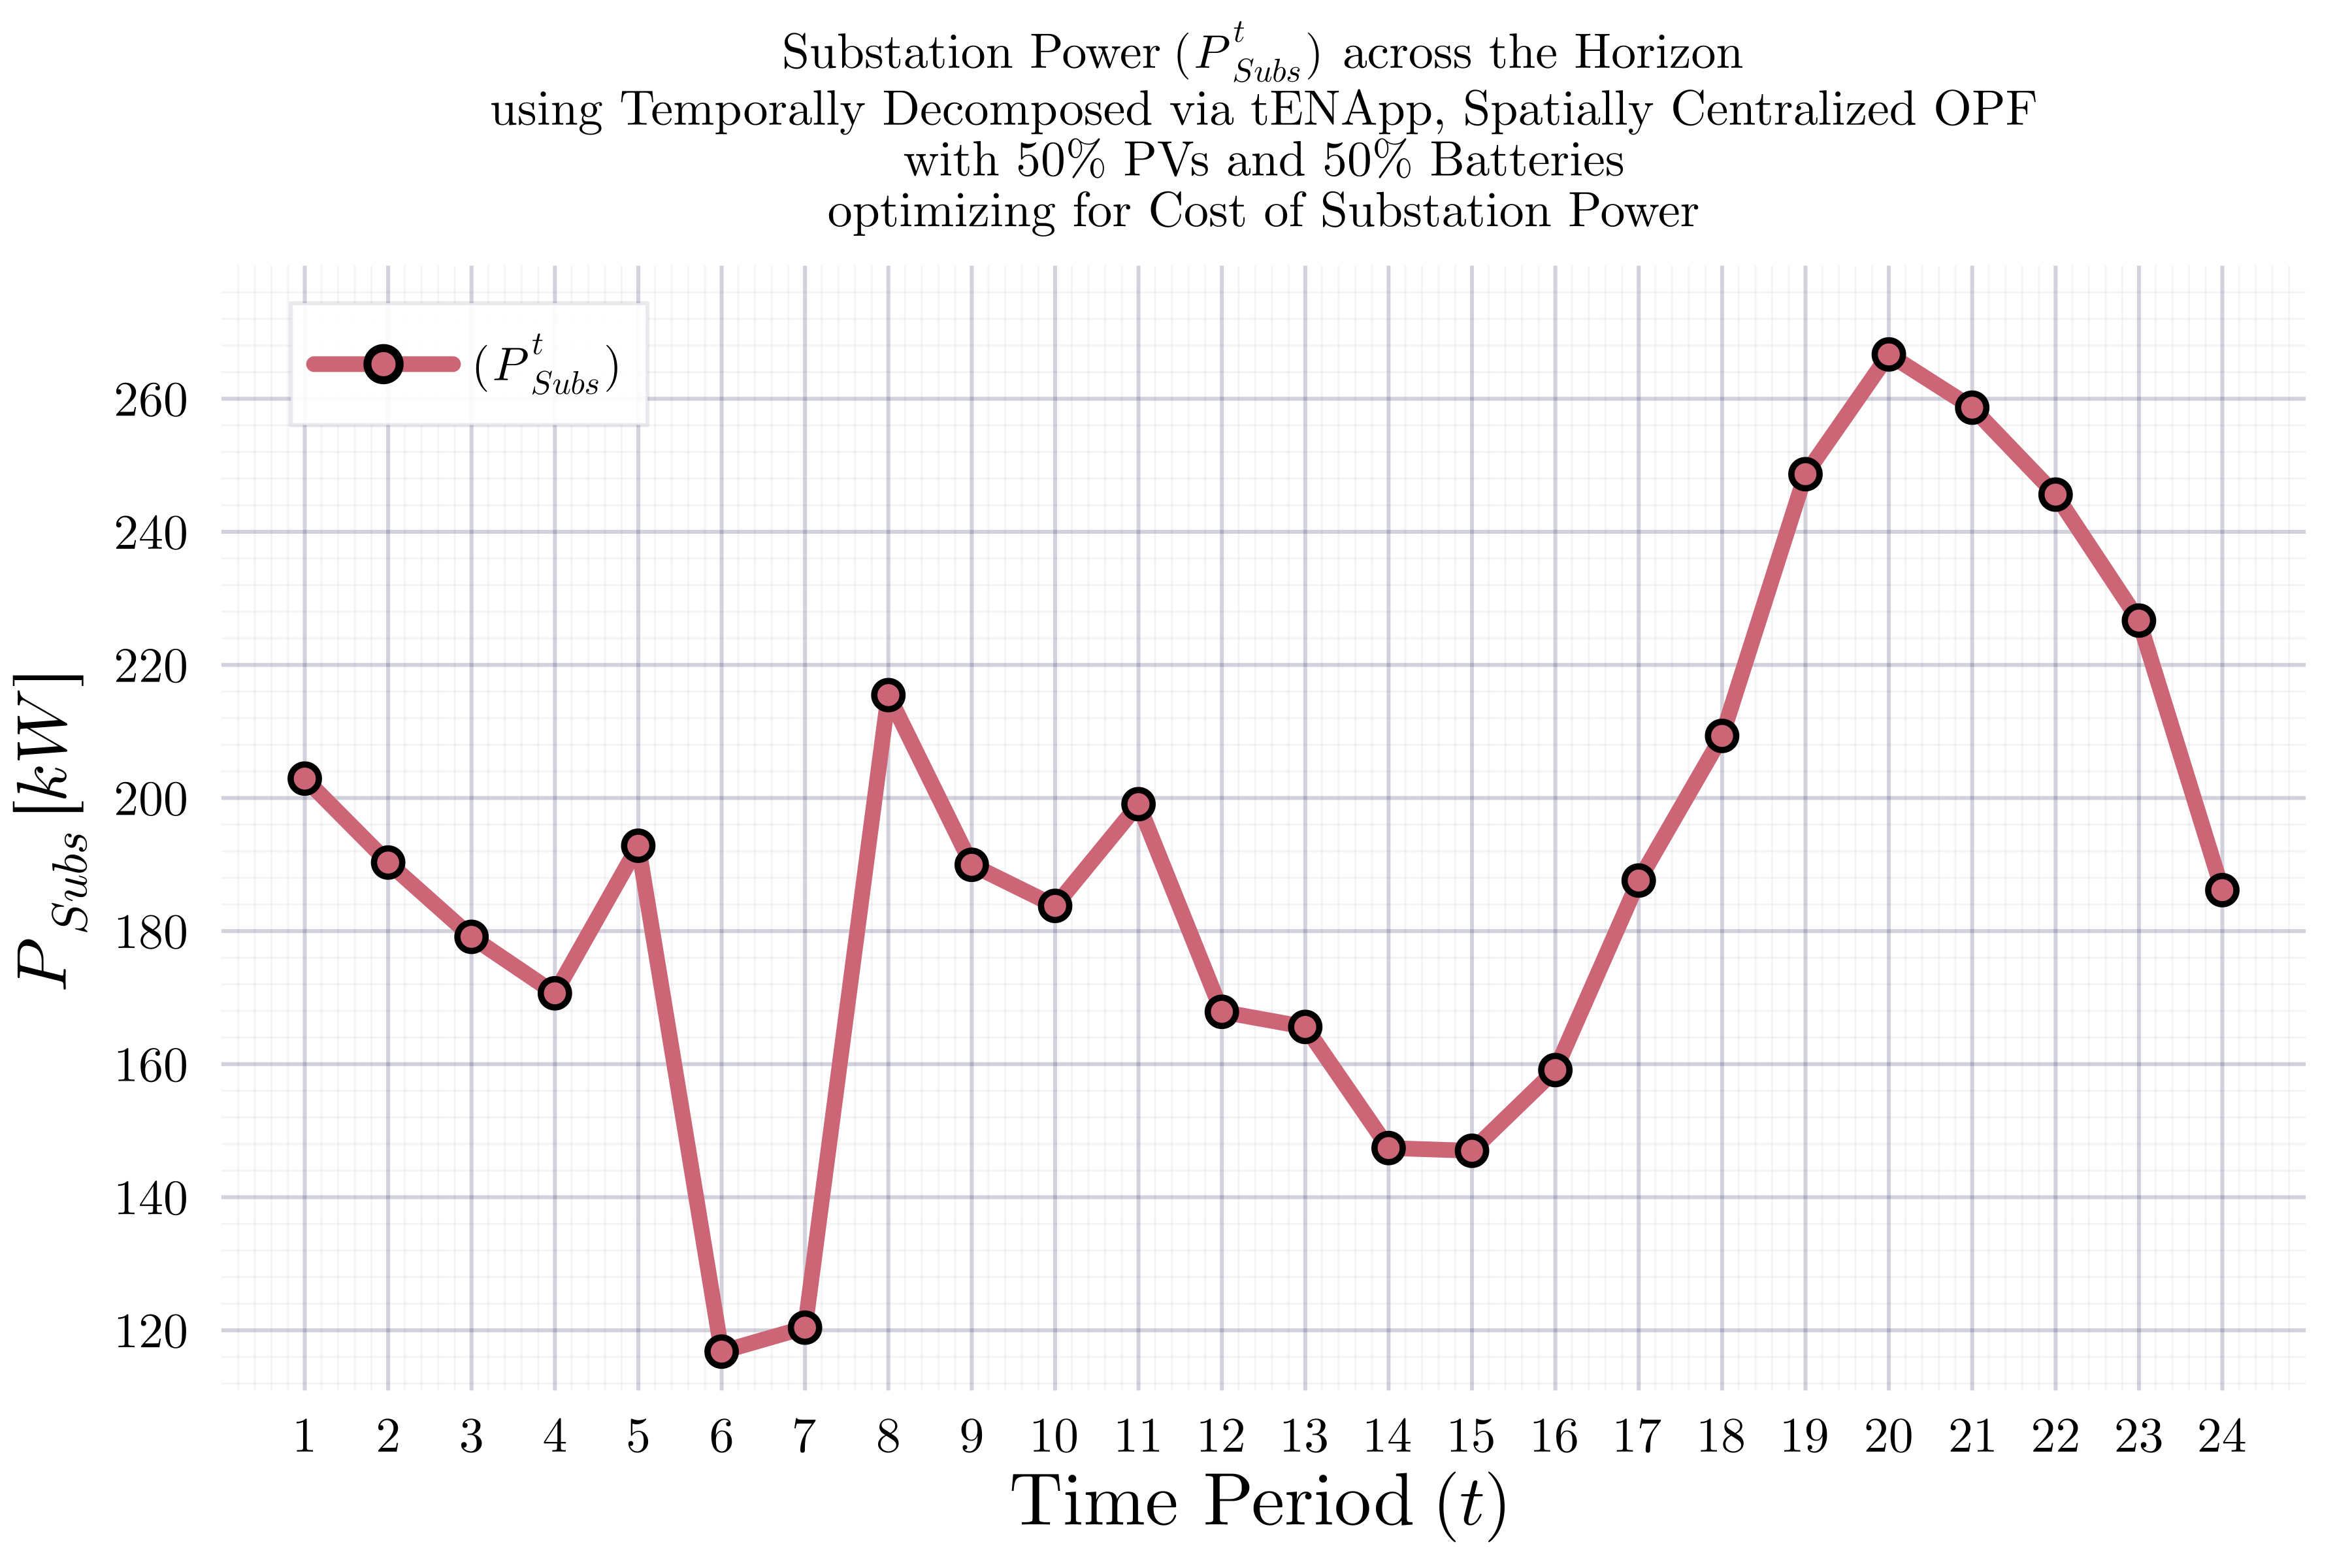 Substation Power (P^t_Subs) across the Horizon
using Temporally Decomposed via tENApp, Spatially Centralized OPF
with 50% PVs and 50% Batteries
optimizing for Cost of Substation Power
(P^t_Subs)
260
240
220
200
180
160
140
120
P_Subs [kW]
1 2 3 4 5 6 7 8 9 10 11 12 13 14 15 16 17 18 19 20 21 22 23 24
Time Period (t)